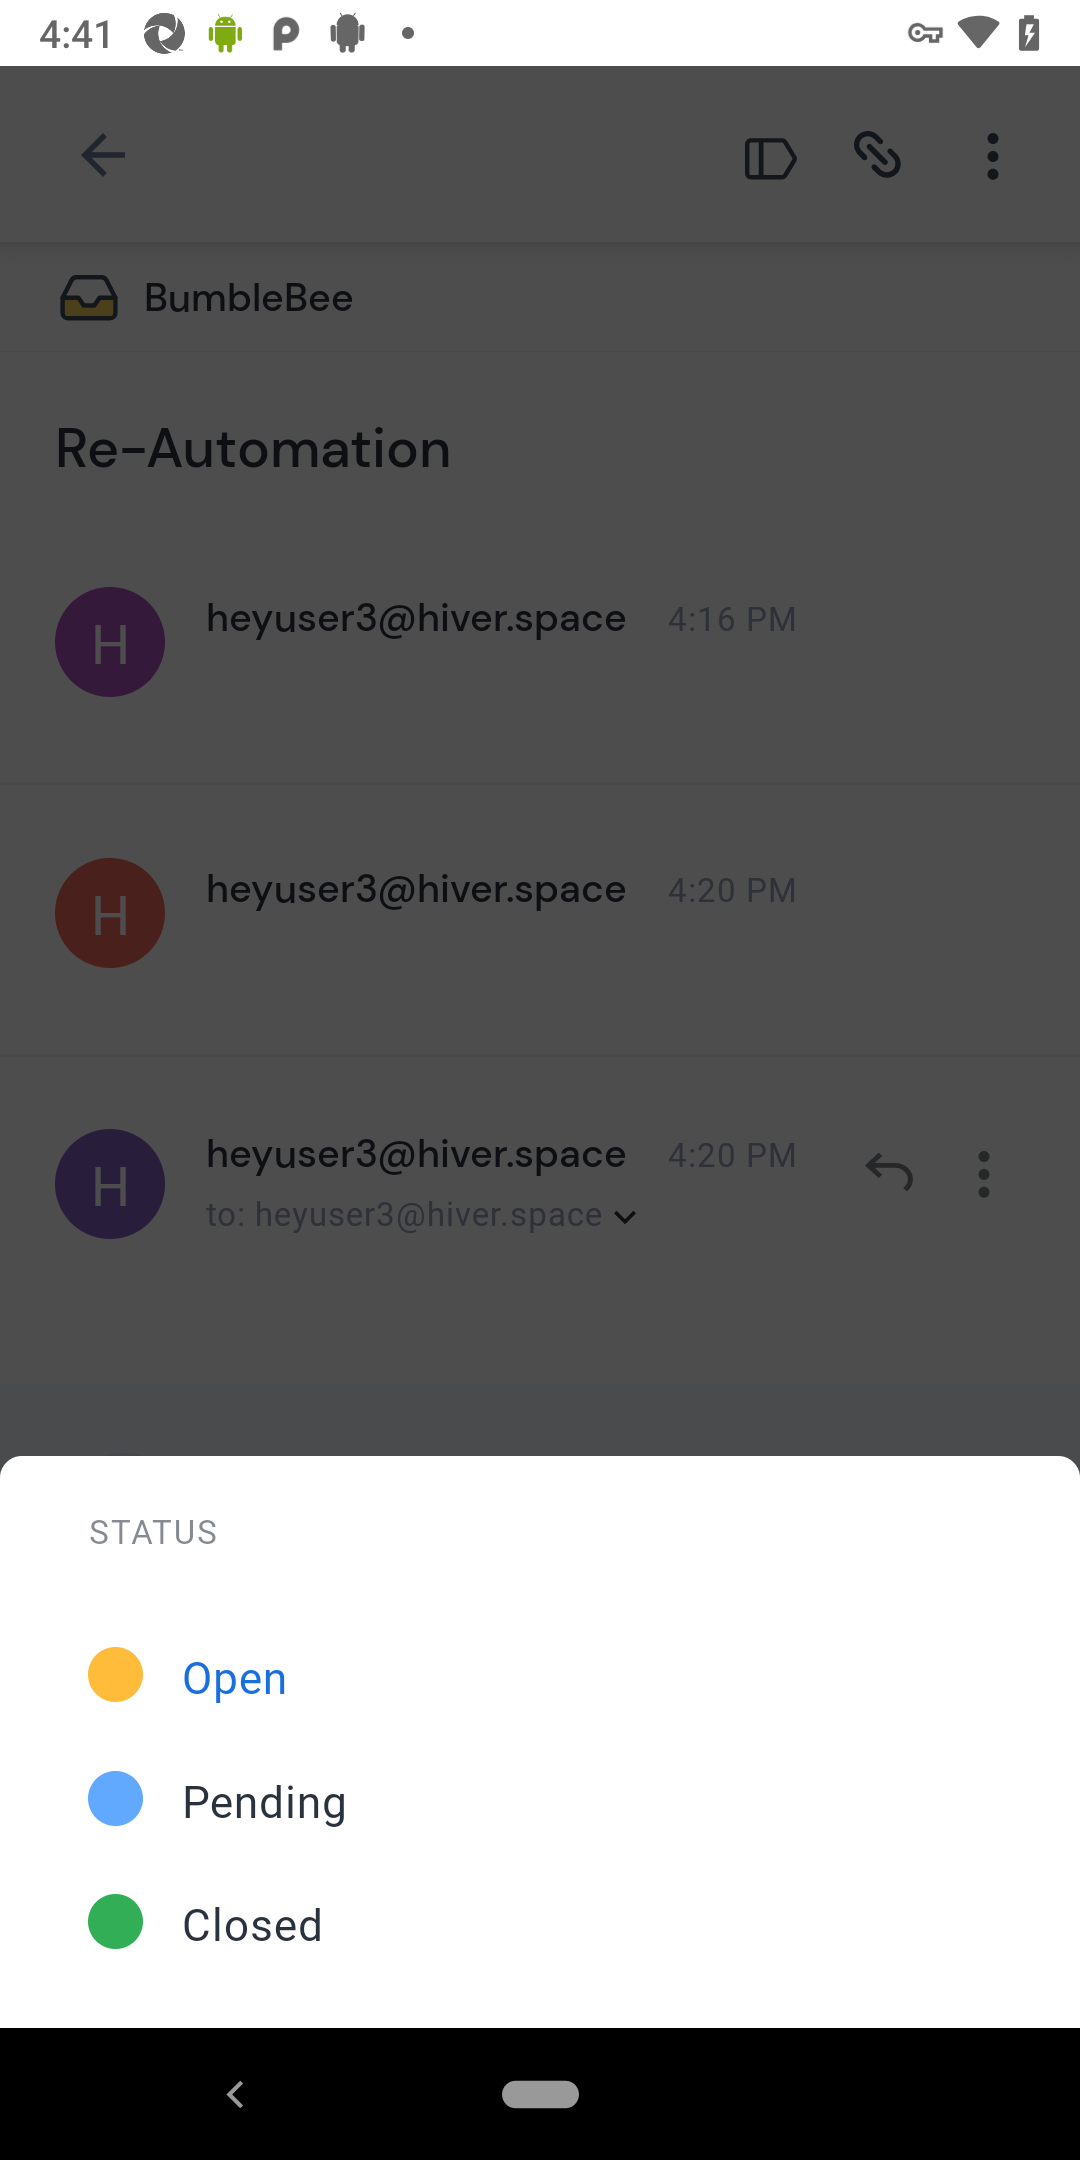 4:41
BumbleBee
Re-Automation
H
heyuser3@hiver.space 4:16 PM
H
heyuser3@hiver.space 4:20 PM
H
heyuser3@hiver.space 4:20 PM
to: heyuser3@hiver.space
STATUS
Open
Pending
Closed